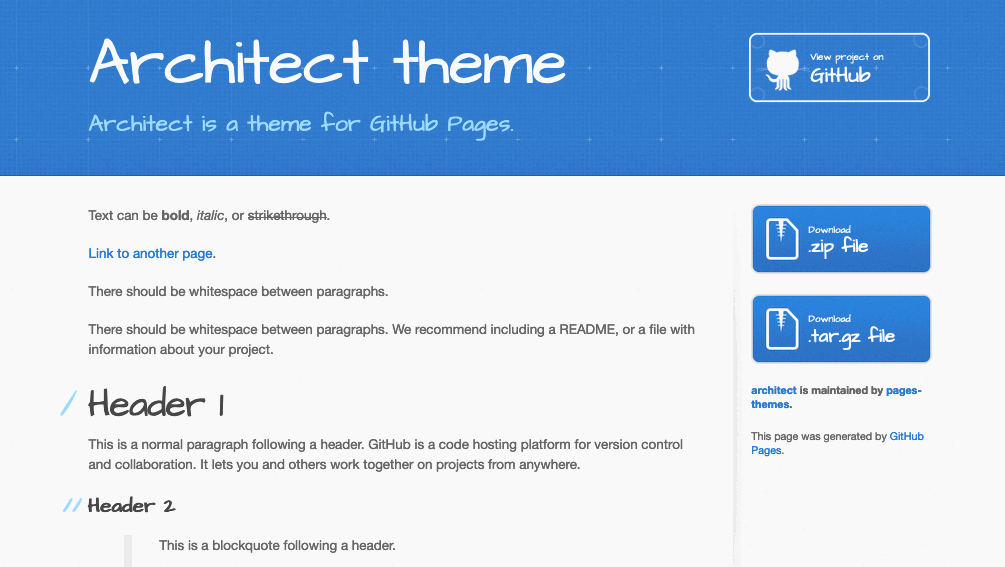 Architect theme
Architect is a theme for GitHub Pages.
View project on
GitHub
Text can be bold, italic, or strikethrough.
Link to another page.
There should be whitespace between paragraphs.
There should be whitespace between paragraphs. We recommend including a README, or a file with
information about your project.
/ Header 1
This is a normal paragraph following a header. GitHub is a code hosting platform for version control
and collaboration. It lets you and others work together on projects from anywhere.
// Header 2
This is a blockquote following a header.
Download
.zip file
Download
.tar.gz file
architect is maintained by pages-
themes.
This page was generated by GitHub
Pages.